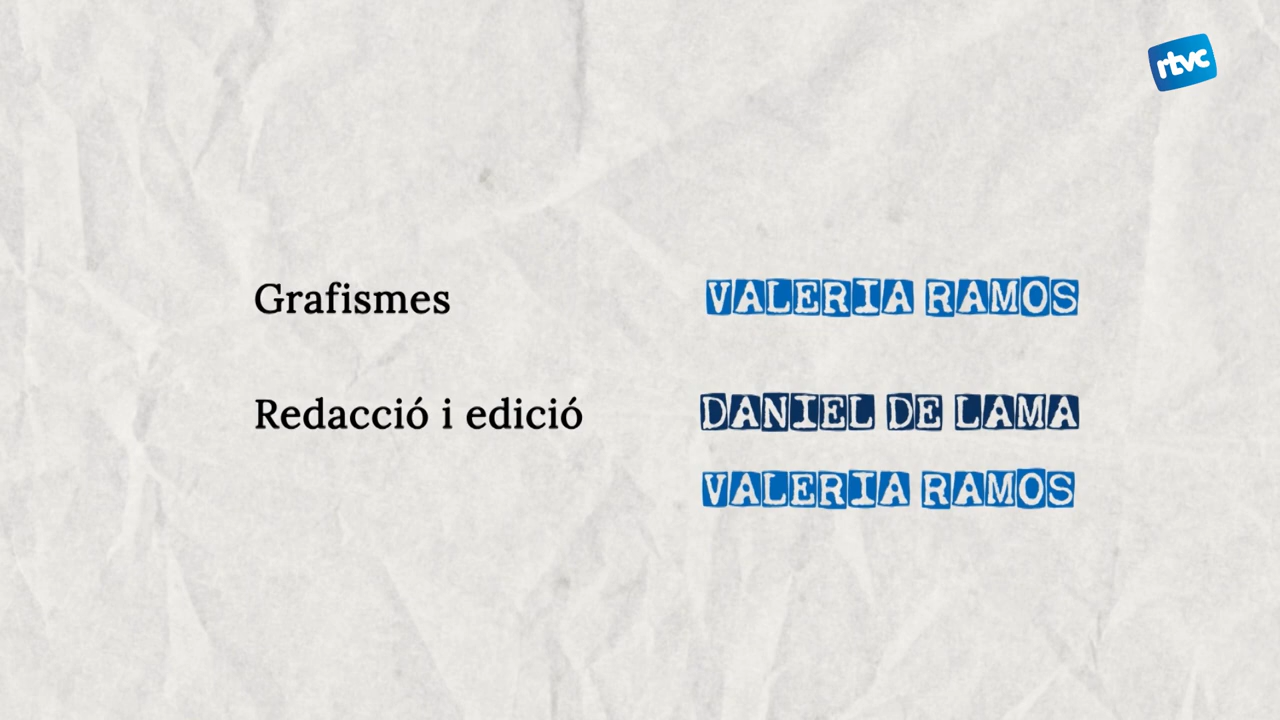 rtvc
Grafismes VALERIA RAMOS
Redacció i edició DANIEL DE LAMA
VALERIA RAMOS